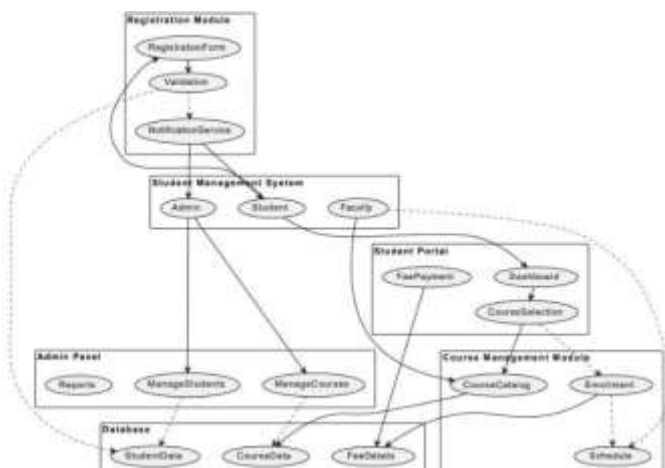 Registration Module
RegistrationForm
Validation
NotificationService
Student Management System
Admin
Student
Faculty
Student Portal
FeePayment
Dashboard
CourseSelection
Admin Panel
Reports
ManageStudents
ManageCourses
Course Management Module
CourseCatalog
Enrollment
Schedule
Database
StudentData
CourseData
FeeDetails